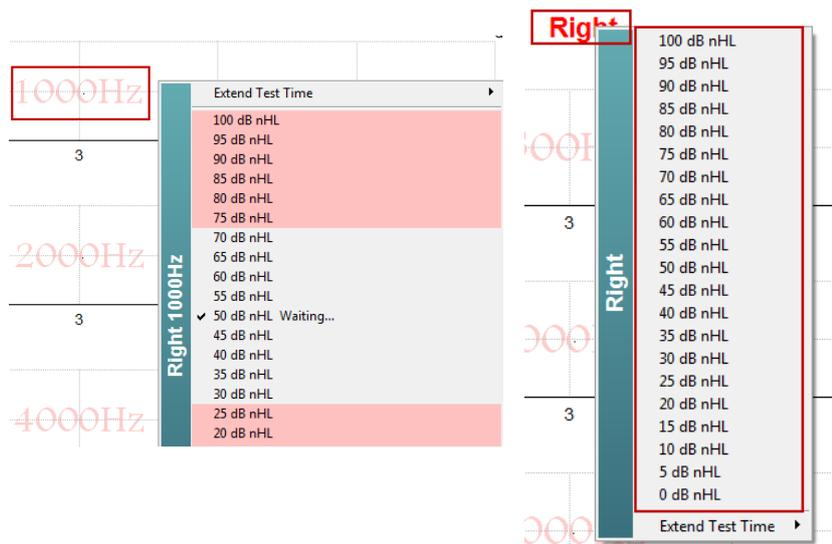 1000Hz
3
2000Hz
3
4000Hz
Right 1000Hz
Extend Test Time
100 dB nHL
95 dB nHL
90 dB nHL
85 dB nHL
80 dB nHL
75 dB nHL
70 dB nHL
65 dB nHL
60 dB nHL
55 dB nHL
50 dB nHL Waiting...
45 dB nHL
40 dB nHL
35 dB nHL
30 dB nHL
25 dB nHL
20 dB nHL
Right
3
3
Right
100 dB nHL
95 dB nHL
90 dB nHL
85 dB nHL
80 dB nHL
75 dB nHL
70 dB nHL
65 dB nHL
60 dB nHL
55 dB nHL
50 dB nHL
45 dB nHL
40 dB nHL
35 dB nHL
30 dB nHL
25 dB nHL
20 dB nHL
15 dB nHL
10 dB nHL
5 dB nHL
0 dB nHL
Extend Test Time